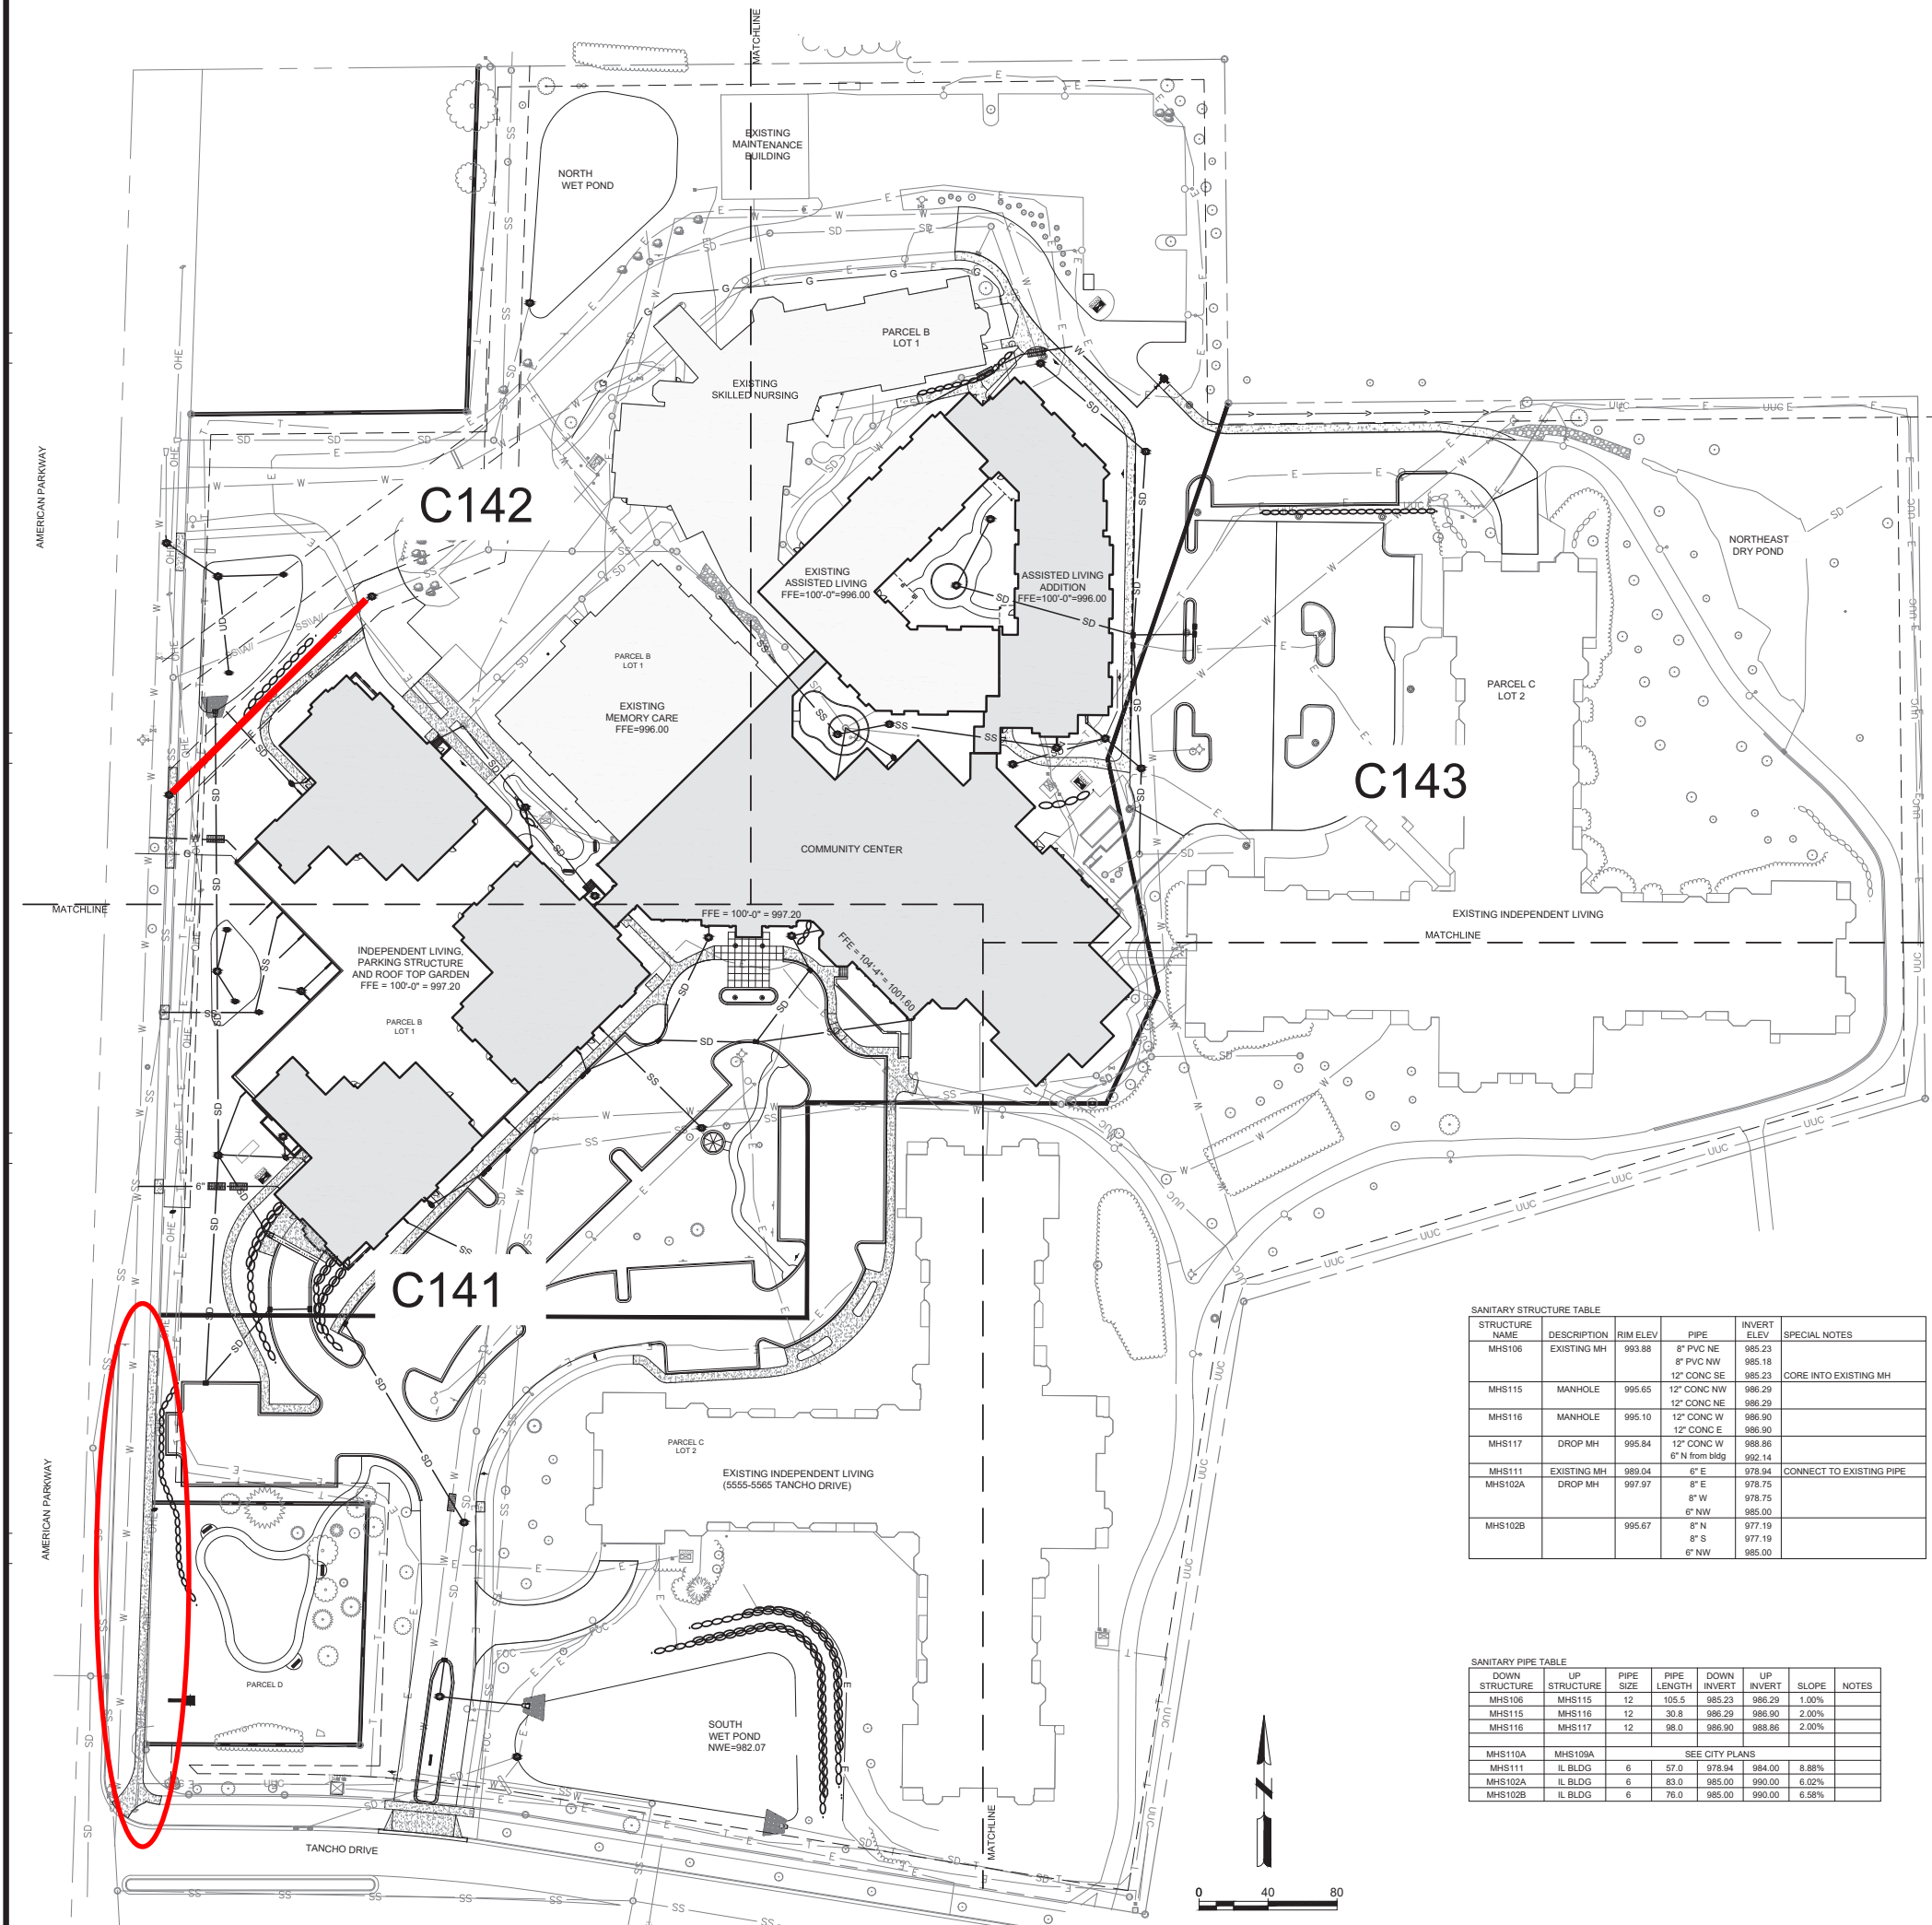 MATCHLINE
EXISTING
MAINTENANCE
BUILDING
NORTH
WET POND
AMERICAN PARKWAY
PARCEL B
LOT 1
EXISTING
SKILLED NURSING
C142
NORTHEAST
DRY POND
EXISTING
ASSISTED LIVING
FFE=100'-0"=996.00
ASSISTED LIVING
ADDITION
FFE=100'-0"=996.00
PARCEL B
LOT 1
EXISTING
MEMORY CARE
FFE=996.00
PARCEL C
LOT 2
C143
COMMUNITY CENTER
MATCHLINE
FFE = 100'-0" = 997.20
FFE = 104'-4" = 1001.60
EXISTING INDEPENDENT LIVING
MATCHLINE
INDEPENDENT LIVING,
PARKING STRUCTURE
AND ROOF TOP GARDEN
FFE = 100'-0" = 997.20
PARCEL B
LOT 1
6"
C141
AMERICAN PARKWAY
PARCEL C
LOT 2
EXISTING INDEPENDENT LIVING
(5555-5565 TANCHO DRIVE)
PARCEL D
SOUTH
WET POND
NWE=982.07
MATCHLINE
TANCHO DRIVE
0 40 80
SANITARY STRUCTURE TABLE
STRUCTURE NAME DESCRIPTION RIM ELEV PIPE INVERT ELEV SPECIAL NOTES
MHS106 EXISTING MH 993.88 8" PVC NE 985.23
8" PVC NW 985.18
12" CONC SE 985.23 CORE INTO EXISTING MH
MHS115 MANHOLE 995.65 12" CONC NW 986.29
12" CONC NE 986.29
MHS116 MANHOLE 995.10 12" CONC W 986.90
12" CONC E 986.90
MHS117 DROP MH 995.84 12" CONC W 988.86
6" N from bldg 992.14
MHS111 EXISTING MH 989.04 6" E 978.94 CONNECT TO EXISTING PIPE
MHS102A DROP MH 997.97 8" E 978.75
8" W 978.75
6" NW 985.00
MHS102B 995.67 8" N 977.19
8" S 977.19
6" NW 985.00
SANITARY PIPE TABLE
DOWN STRUCTURE UP STRUCTURE PIPE SIZE PIPE LENGTH DOWN INVERT UP INVERT SLOPE NOTES
MHS106 MHS115 12 105.5 985.23 986.29 1.00%
MHS115 MHS116 12 30.8 986.29 986.90 2.00%
MHS116 MHS117 12 98.0 986.90 988.86 2.00%
MHS110A MHS109A SEE CITY PLANS
MHS111 IL BLDG 6 57.0 978.94 984.00 8.88%
MHS102A IL BLDG 6 83.0 985.00 990.00 6.02%
MHS102B IL BLDG 6 76.0 985.00 990.00 6.58%